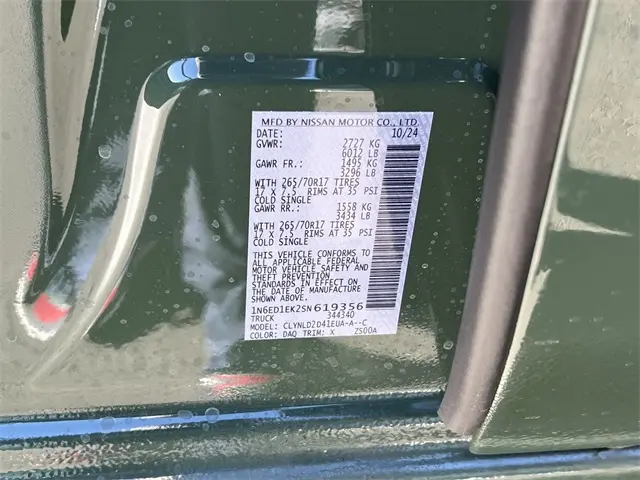 MFD BY NISSAN MOTOR CO., LTD
DATE: 10/24
GVWR: 2727 KG
6012 LB
GAWR FR.: 1495 KG
3296 LB
WITH 265/70R17 TIRES
17 X 7.5 RIMS AT 35 PSI
COLD SINGLE
GAWR RR.: 1558 KG
3434 LB
WITH 265/70R17 TIRES
17 X 7.5 RIMS AT 35 PSI
COLD SINGLE
THIS VEHICLE CONFORMS TO
ALL APPLICABLE FEDERAL
MOTOR VEHICLE SAFETY AND
THEFT PREVENTION
STANDARDS IN EFFECT ON
THE DATE OF MANUFACTURE
SHOWN ABOVE.
1N6ED1EK2SN619356
TRUCK 344340
MODEL: CLYNLD2D41EUA-A--C
COLOR: DAQ TRIM: X ZS00A